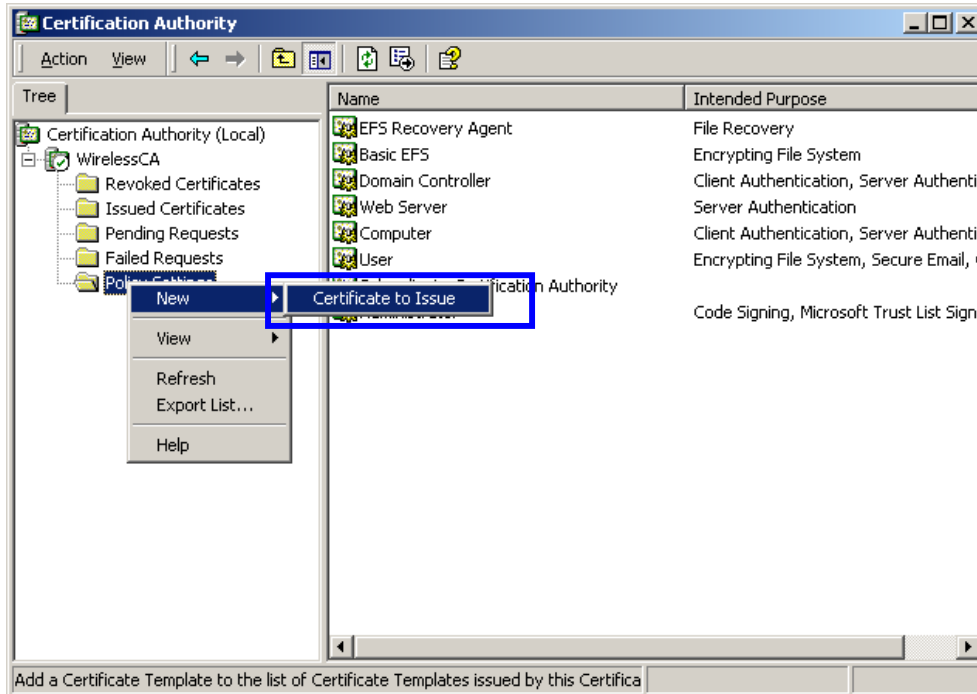 Certification Authority
Action View
Tree
Name Intended Purpose
Certification Authority (Local)
WirelessCA
Revoked Certificates
Issued Certificates
Pending Requests
Failed Requests
EFS Recovery Agent File Recovery
Basic EFS Encrypting File System
Domain Controller Client Authentication, Server Authenti
Web Server Server Authentication
Computer Client Authentication, Server Authenti
User Encrypting File System, Secure Email,
Certification Authority
Code Signing, Microsoft Trust List Sign
New
Certificate to Issue
View
Refresh
Export List...
Help
Add a Certificate Template to the list of Certificate Templates issued by this Certifica